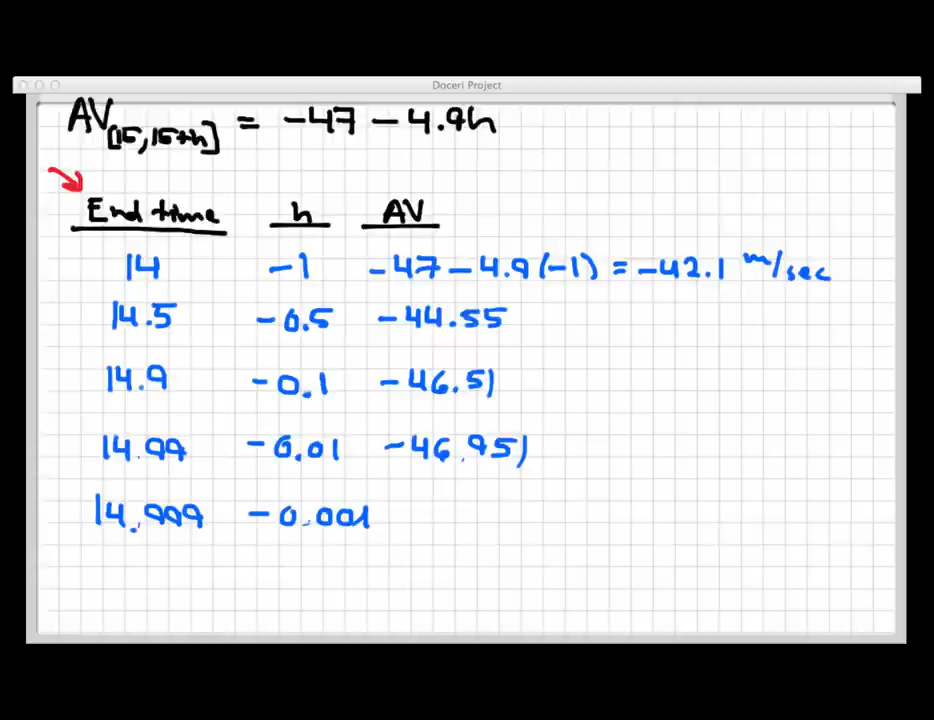 Doceri Project
AV[15,15+h] = -47 - 4.9h
End time h AV
14 -1 -47 - 4.9(-1) = -42.1 m/sec
14.5 -0.5 -44.55
14.9 -0.1 -46.51
14.99 -0.01 -46.951
14.999 -0.001